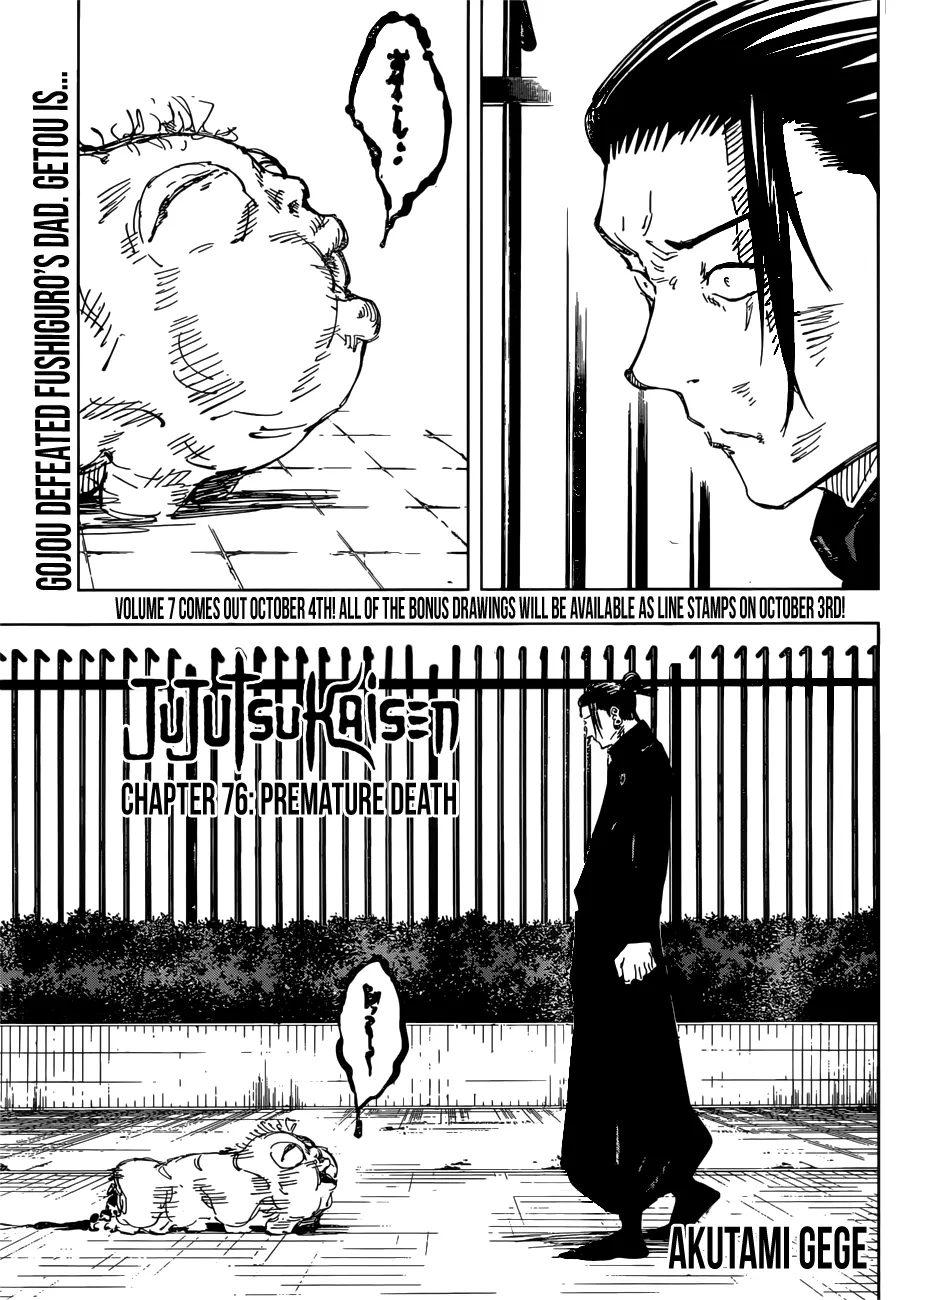 GOJOU DEFEATED FUSHIGURO'S DAD. GETOU IS...
VOLUME 7 COMES OUT OCTOBER 4TH! ALL OF THE BONUS DRAWINGS WILL BE AVAILABLE AS LINE STAMPS ON OCTOBER 3RD!
JUJUTSU KAISEN
CHAPTER 76: PREMATURE DEATH
AKUTAMI GEGE